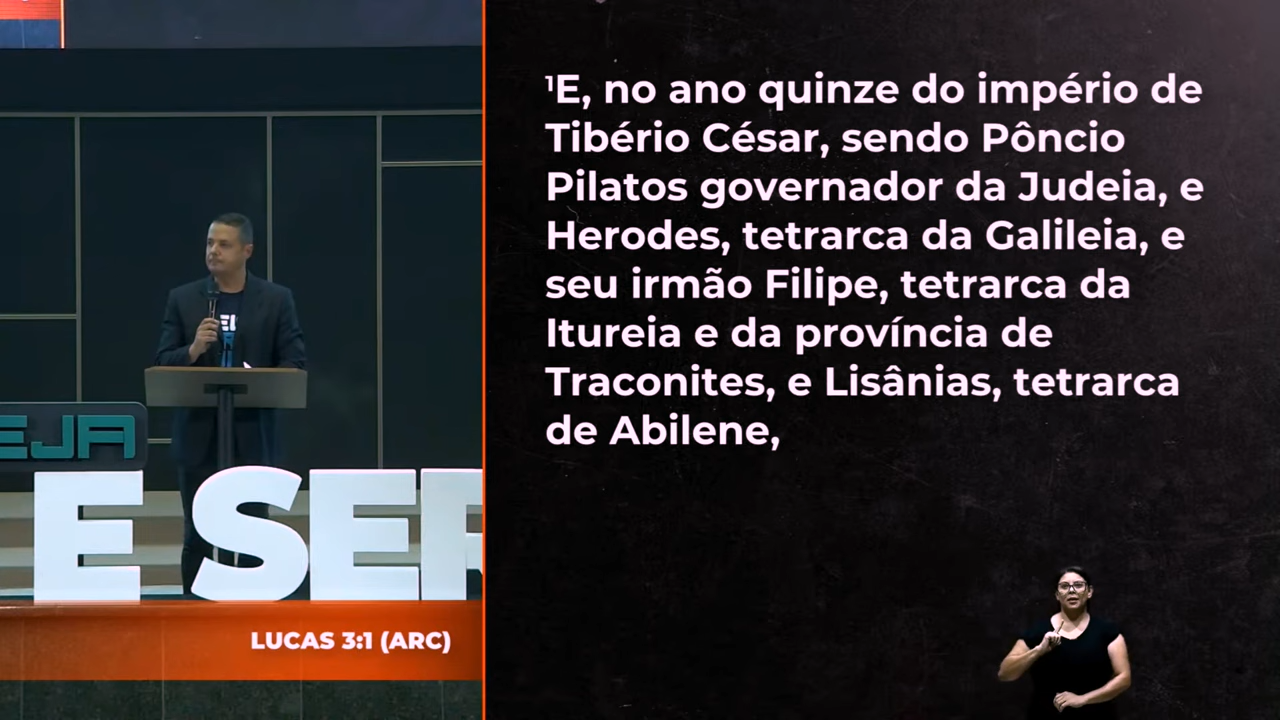 EJA
E SER
LUCAS 3:1 (ARC)
¹E, no ano quinze do império de
Tibério César, sendo Pôncio
Pilatos governador da Judeia, e
Herodes, tetrarca da Galileia, e
seu irmão Filipe, tetrarca da
Itureia e da província de
Traconites, e Lisânias, tetrarca
de Abilene,